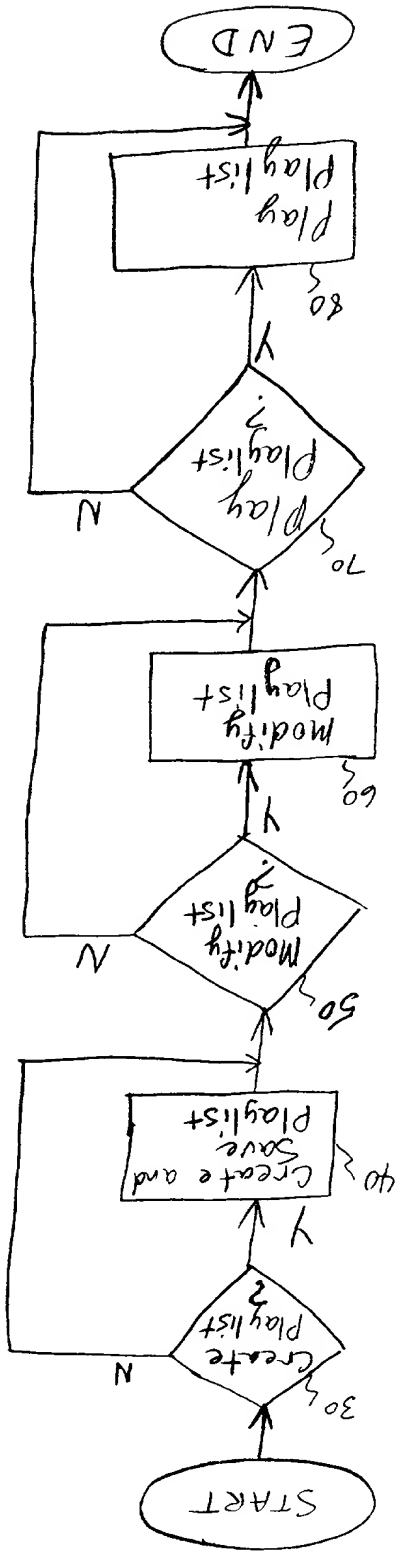 START
30
Create
Playlist
?
N
Y
40
Create and
Save
Playlist
50
Modify
Playlist
?
N
Y
60
Modify
Playlist
70
Play
Playlist
?
N
Y
80
Play
Playlist
END